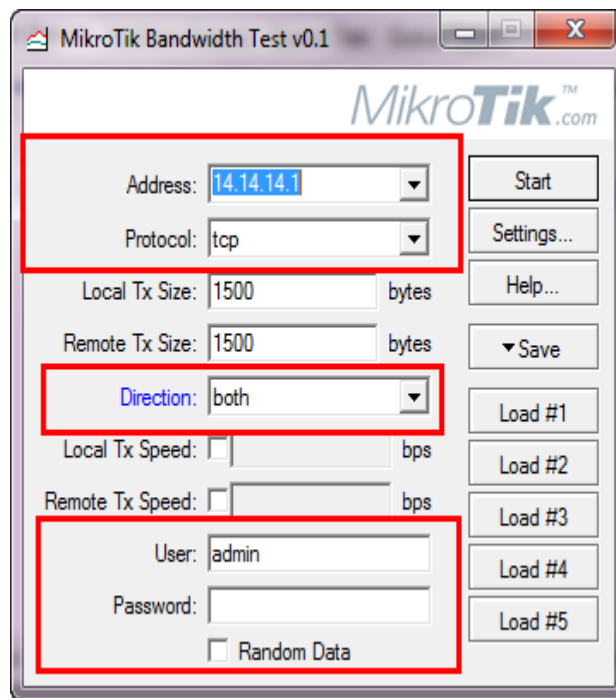 MikroTik Bandwidth Test v0.1
MikroTik™.com
Address: 14.14.14.1
Protocol: tcp
Local Tx Size: 1500 bytes
Remote Tx Size: 1500 bytes
Direction: both
Local Tx Speed: bps
Remote Tx Speed: bps
User: admin
Password:
Random Data
Start
Settings...
Help...
Save
Load #1
Load #2
Load #3
Load #4
Load #5